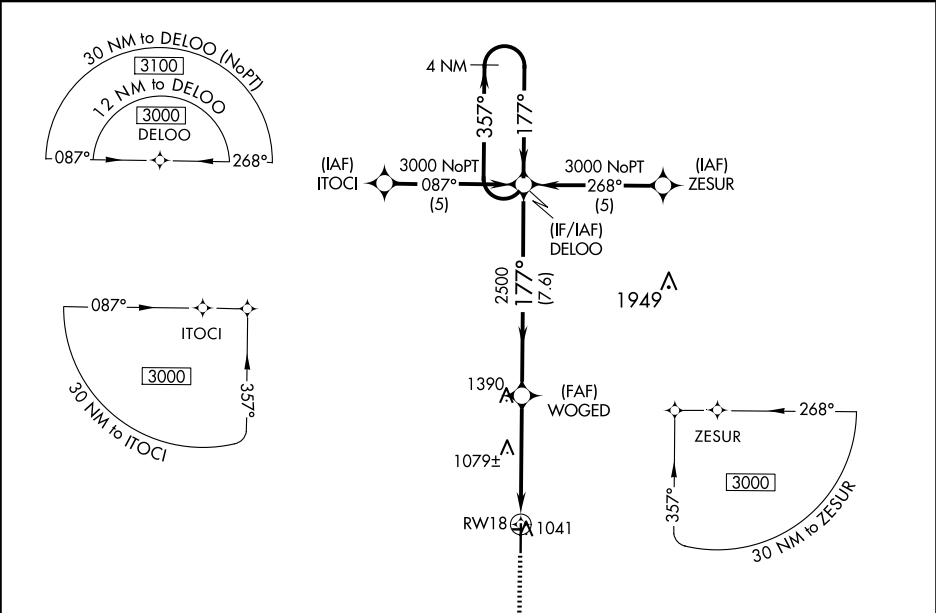 30 NM to DELOO (NoPT)
3100
12 NM to DELOO
3000
DELOO
087°
268°
4 NM
357°
177°
(IAF)
ITOCI
3000 NoPT
087°
(5)
3000 NoPT
268°
(5)
(IAF)
ZESUR
(IF/IAF)
DELOO
2500
177°
(7.6)
1949
087°
ITOCI
3000
357°
30 NM to ITOCI
1390
(FAF)
WOGED
1079±
RW18
1041
268°
ZESUR
3000
357°
30 NM to ZESUR